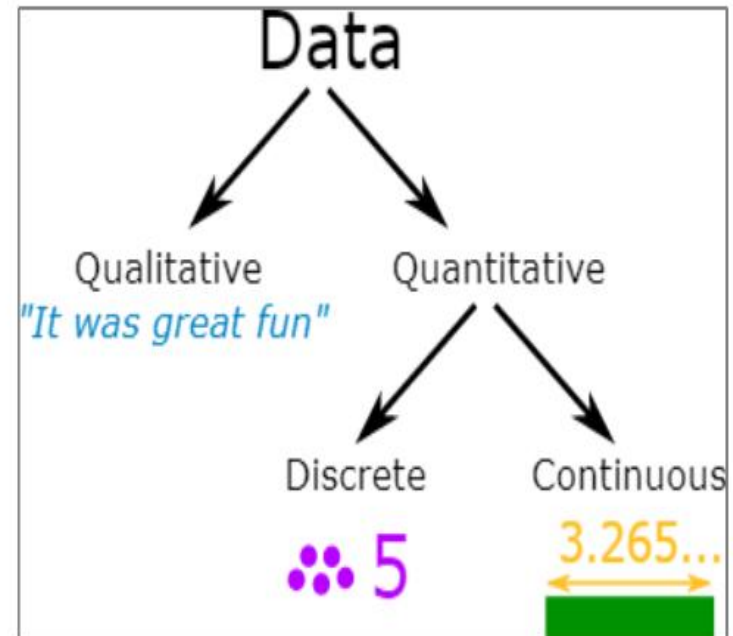 Data
Qualitative Quantitative
"It was great fun"
Discrete Continuous
5 3.265...